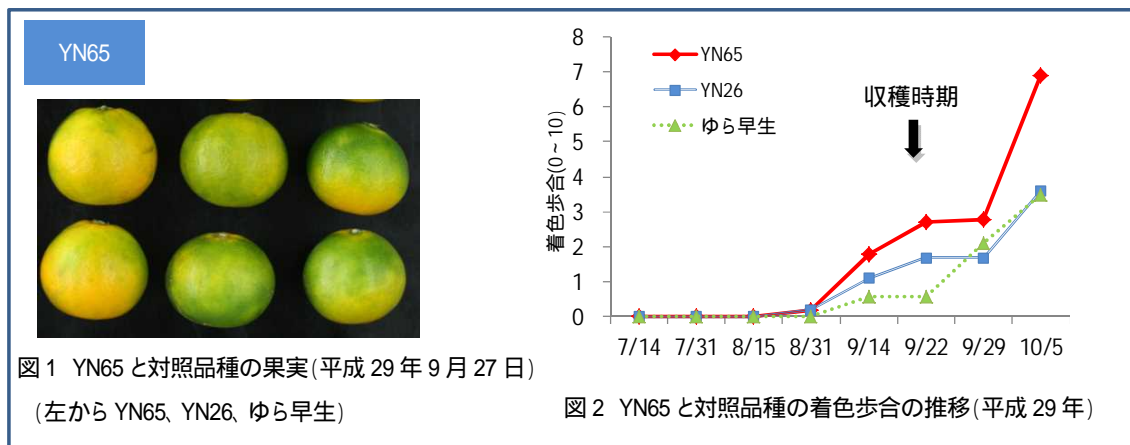 YN65
図1 YN65と対照品種の果実(平成29年9月27日)
(左からYN65、YN26、ゆら早生)
8
7
6
5
4
3
2
1
0
着色歩合(0~10)
YN65
YN26
ゆら早生
収穫時期
7/14 7/31 8/15 8/31 9/14 9/22 9/29 10/5
図2 YN65と対照品種の着色歩合の推移(平成29年)